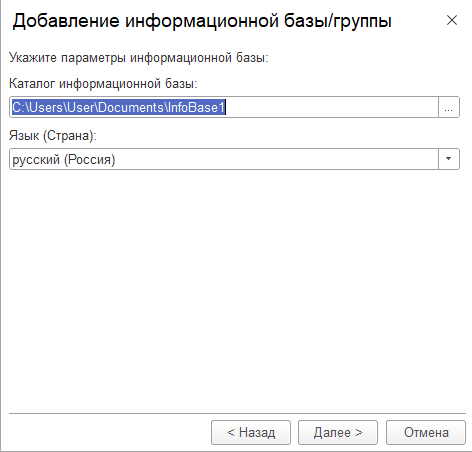 Добавление информационной базы/группы
Укажите параметры информационной базы:
Каталог информационной базы:
C:\Users\User\Documents\InfoBase1
...
Язык (Страна):
русский (Россия)
< Назад Далее > Отмена